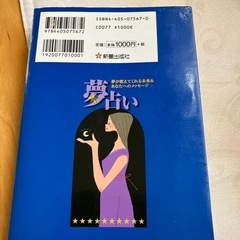 ISBN4-405-07567-0
C0077 ¥1000E
9784405075672
定価:本体1000円+税
1920077010001
新星出版社
夢が教えてくれる未来&
あなたへのメッセージ
夢占い